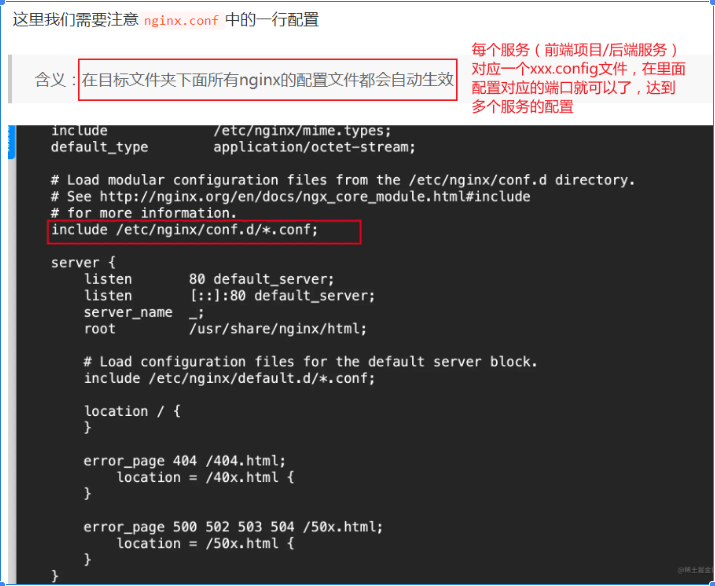 这里我们需要注意 nginx.conf 中的一行配置
含义：在目标文件夹下面所有nginx的配置文件都会自动生效
每个服务（前端项目/后端服务）
对应一个xxx.config文件，在里面
配置对应的端口就可以了，达到
多个服务的配置
include /etc/nginx/mime.types;
default_type application/octet-stream;
# Load modular configuration files from the /etc/nginx/conf.d directory.
# See http://nginx.org/en/docs/ngx_core_module.html#include
# for more information.
include /etc/nginx/conf.d/*.conf;
server {
listen 80 default_server;
listen [::]:80 default_server;
server_name _;
root /usr/share/nginx/html;
# Load configuration files for the default server block.
include /etc/nginx/default.d/*.conf;
location / {
}
error_page 404 /404.html;
location = /40x.html {
}
error_page 500 502 503 504 /50x.html;
location = /50x.html {
}
}